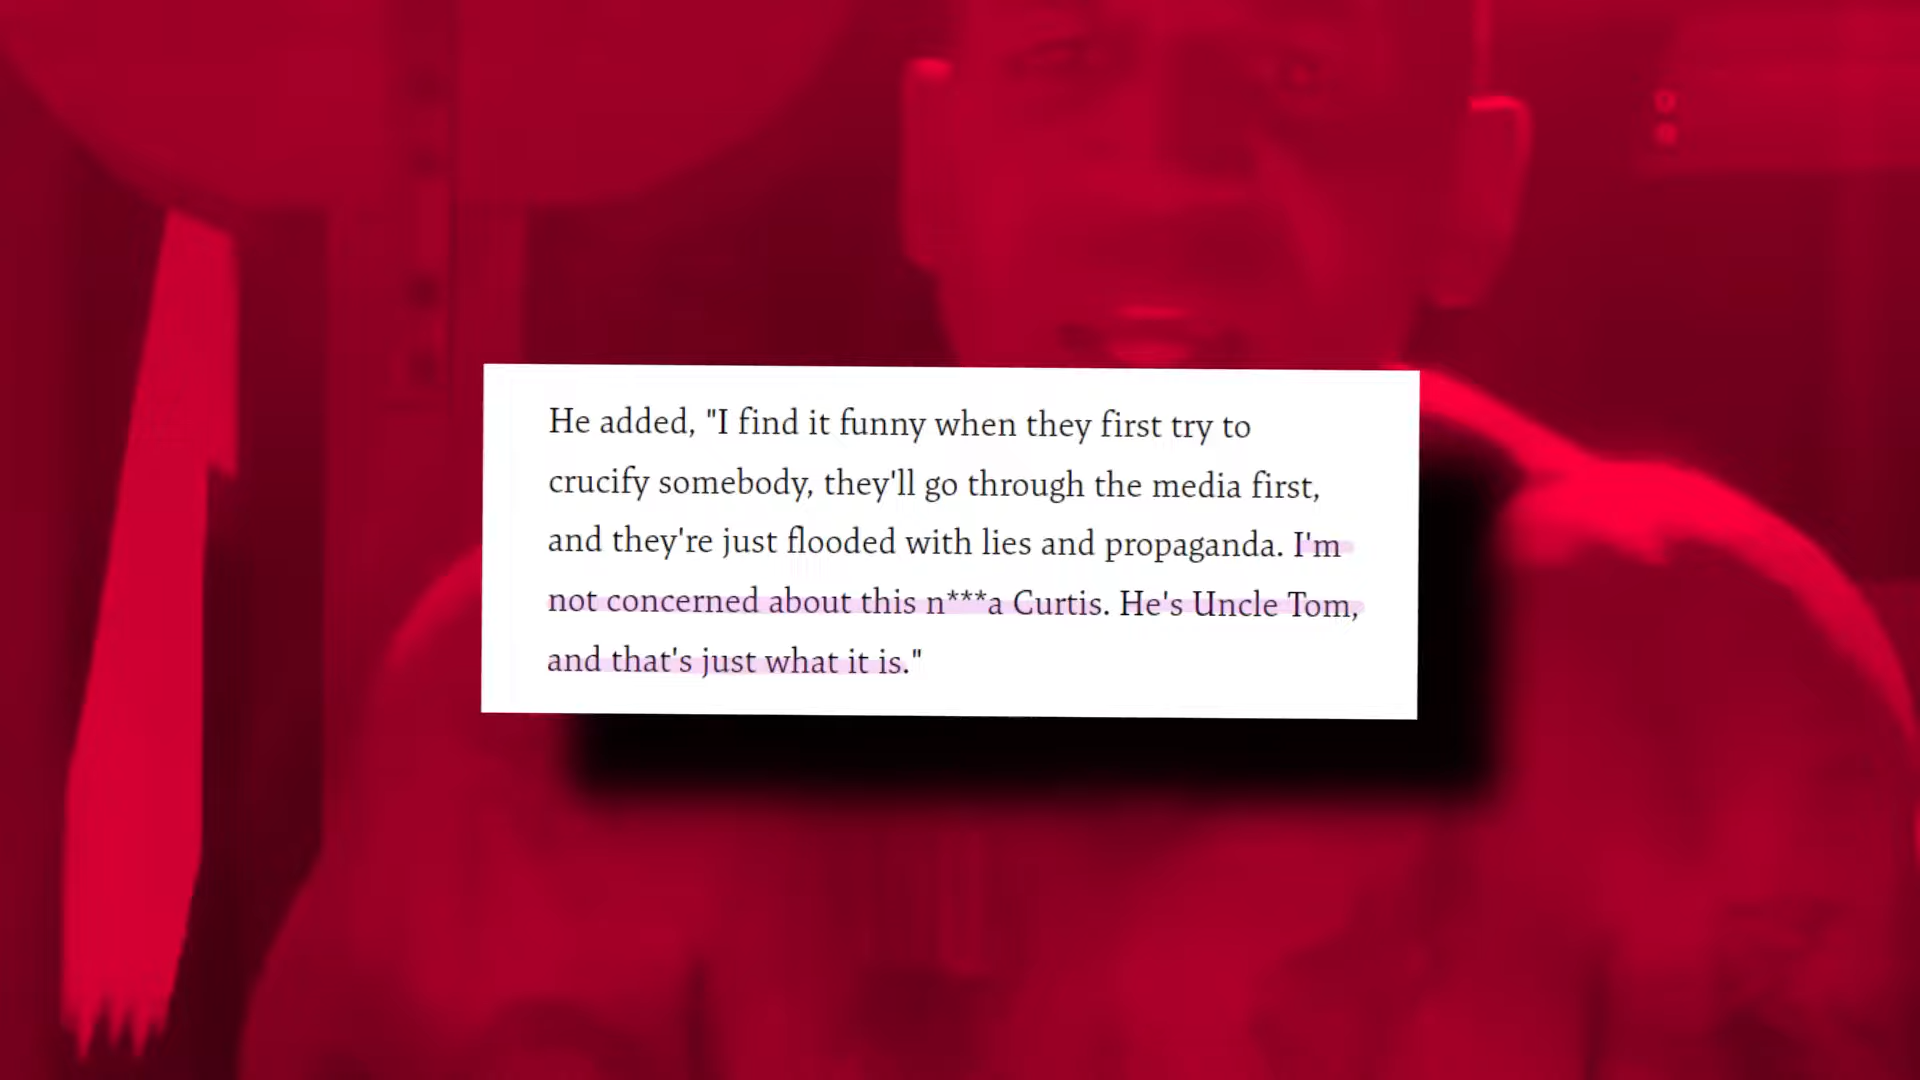 He added, "I find it funny when they first try to
crucify somebody, they'll go through the media first,
and they're just flooded with lies and propaganda. I'm
not concerned about this n***a Curtis. He's Uncle Tom,
and that's just what it is."